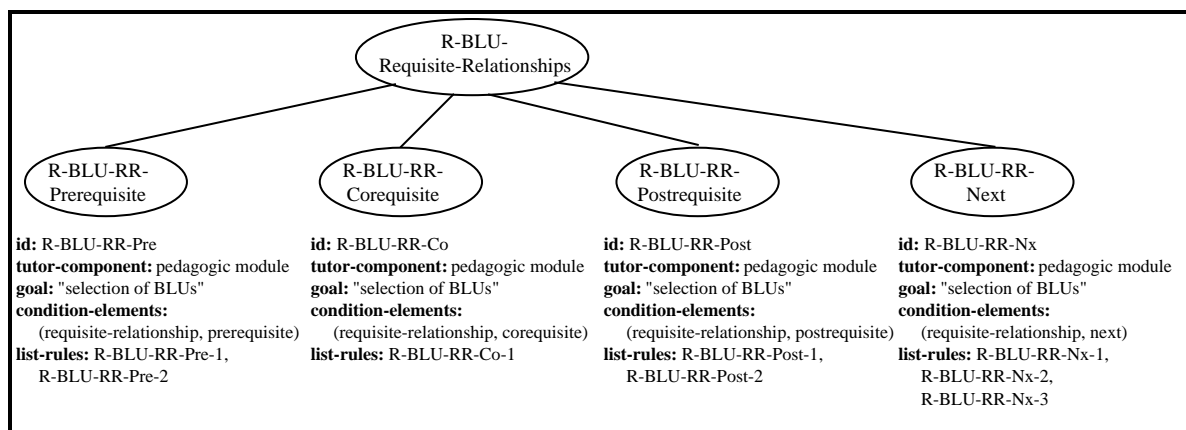 R-BLU-
Requisite-Relationships
R-BLU-RR-
Prerequisite
R-BLU-RR-
Corequisite
R-BLU-RR-
Postrequisite
R-BLU-RR-
Next
id: R-BLU-RR-Pre
tutor-component: pedagogic module
goal: "selection of BLUs"
condition-elements:
(requisite-relationship, prerequisite)
list-rules: R-BLU-RR-Pre-1,
R-BLU-RR-Pre-2
id: R-BLU-RR-Co
tutor-component: pedagogic module
goal: "selection of BLUs"
condition-elements:
(requisite-relationship, corequisite)
list-rules: R-BLU-RR-Co-1
id: R-BLU-RR-Post
tutor-component: pedagogic module
goal: "selection of BLUs"
condition-elements:
(requisite-relationship, postrequisite)
list-rules: R-BLU-RR-Post-1,
R-BLU-RR-Post-2
id: R-BLU-RR-Nx
tutor-component: pedagogic module
goal: "selection of BLUs"
condition-elements:
(requisite-relationship, next)
list-rules: R-BLU-RR-Nx-1,
R-BLU-RR-Nx-2,
R-BLU-RR-Nx-3